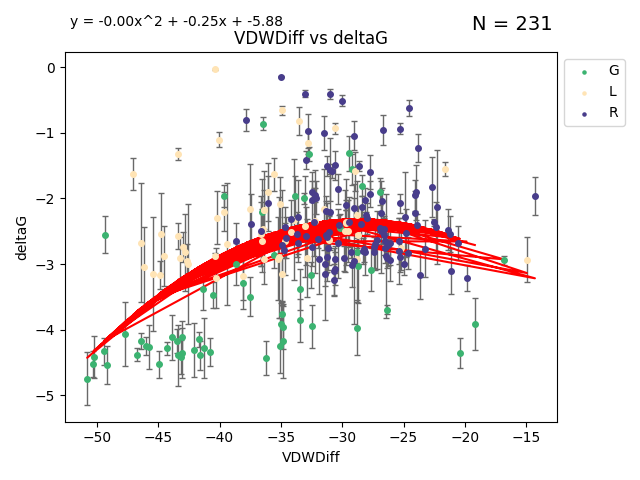 y = -0.00x^2 + -0.25x + -5.88
N = 231
VDWDiff vs deltaG
G
L
R
0
−1
−2
−3
−4
−5
deltaG
−50 −45 −40 −35 −30 −25 −20 −15
VDWDiff